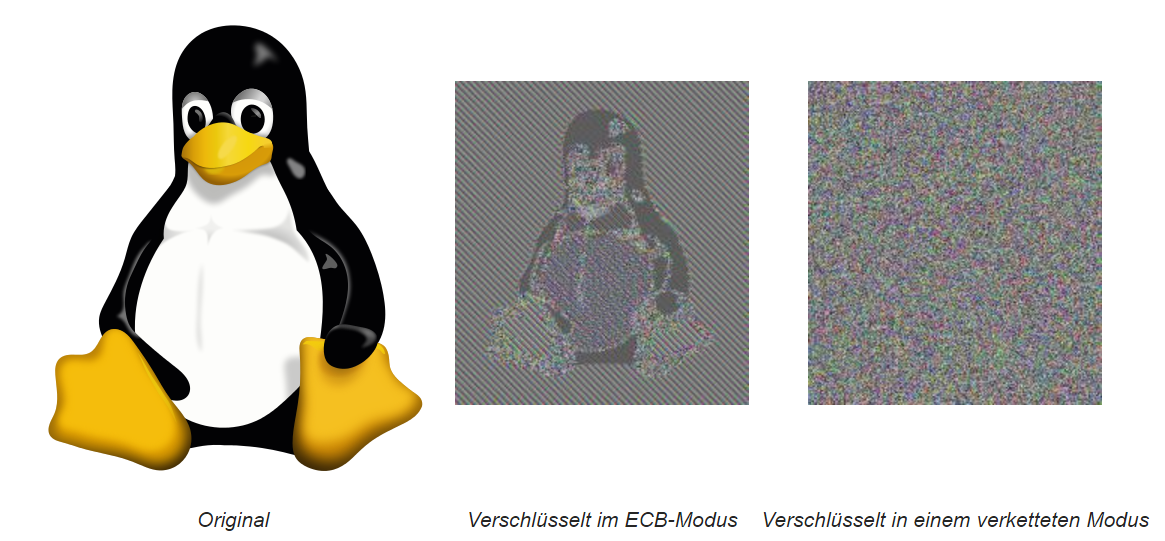 Original
Verschlüsselt im ECB-Modus
Verschlüsselt in einem verketteten Modus